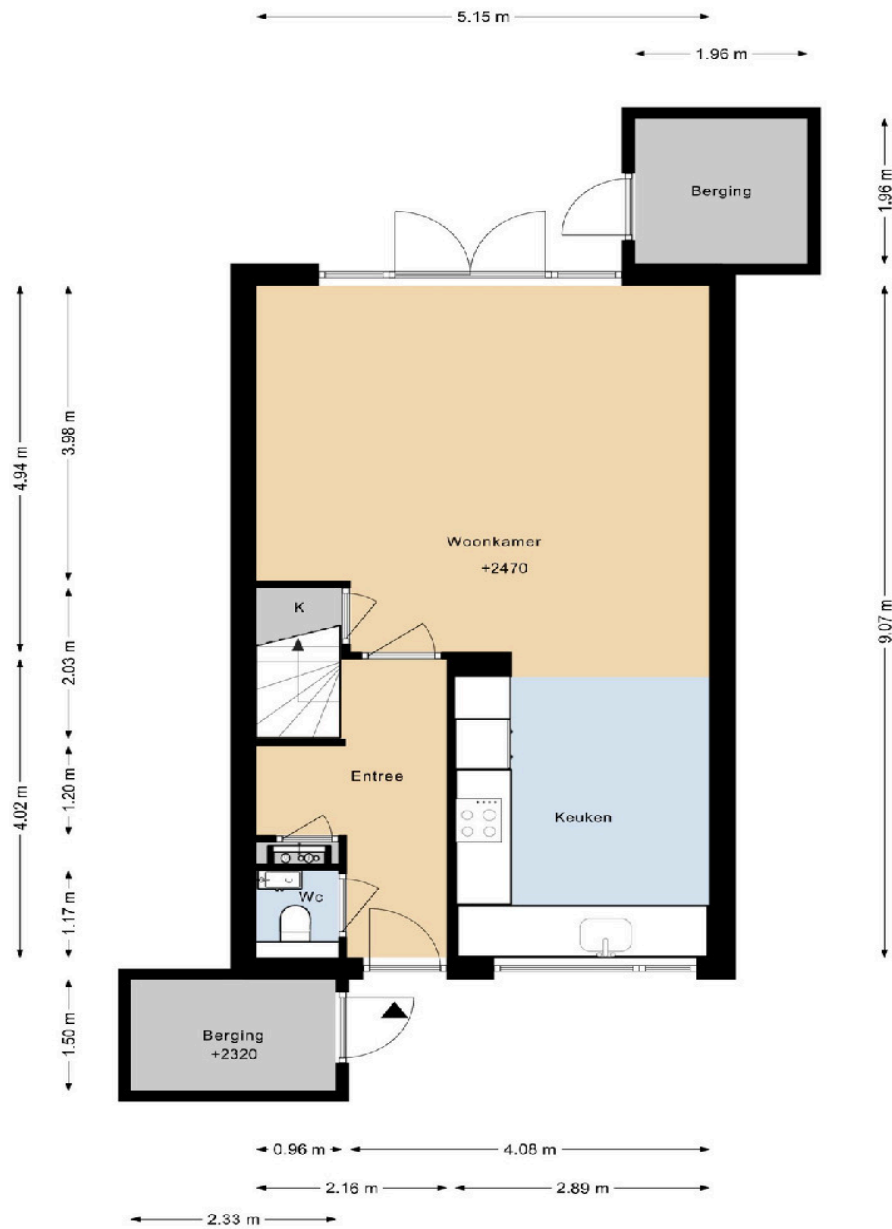 5.15 m
1.96 m
Berging
1.96 m
4.94 m
3.98 m
9.07 m
Woonkamer
+2470
K
2.03 m
4.02 m
1.20 m
Entree
Keuken
1.17 m
Wc
1.50 m
Berging
+2320
0.96 m
4.08 m
2.16 m
2.89 m
2.33 m